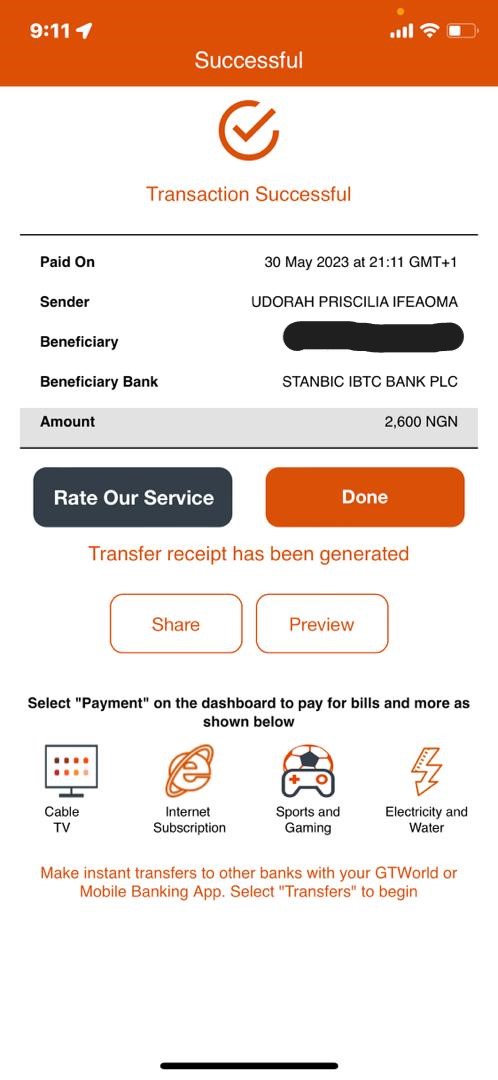 9:11
Successful
Transaction Successful
Paid On 30 May 2023 at 21:11 GMT+1
Sender UDORAH PRISCILIA IFEAOMA
Beneficiary
Beneficiary Bank STANBIC IBTC BANK PLC
Amount 2,600 NGN
Rate Our Service Done
Transfer receipt has been generated
Share Preview
Select "Payment" on the dashboard to pay for bills and more as
shown below
Cable Internet Sports and Electricity and
TV Subscription Gaming Water
Make instant transfers to other banks with your GTWorld or
Mobile Banking App. Select "Transfers" to begin